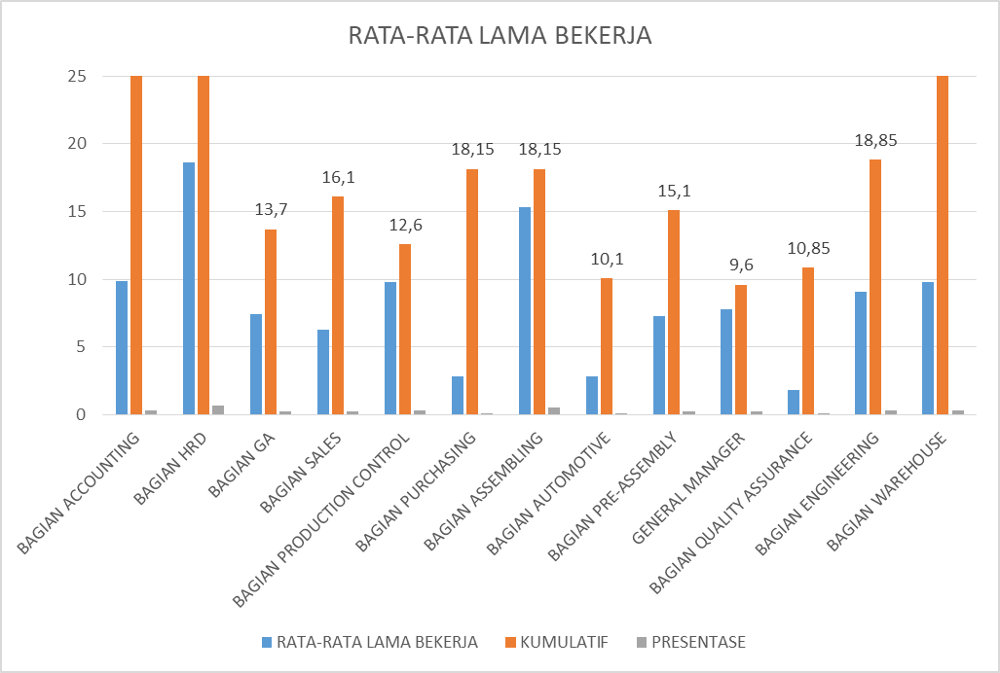 RATA-RATA LAMA BEKERJA
25
20
15
10
5
0
13,7
16,1
12,6
18,15
18,15
10,1
15,1
9,6
10,85
18,85
BAGIAN ACCOUNTING
BAGIAN HRD
BAGIAN GA
BAGIAN SALES
BAGIAN PRODUCTION CONTROL
BAGIAN PURCHASING
BAGIAN ASSEMBLING
BAGIAN AUTOMOTIVE
BAGIAN PRE-ASSEMBLY
GENERAL MANAGER
BAGIAN QUALITY ASSURANCE
BAGIAN ENGINEERING
BAGIAN WAREHOUSE
RATA-RATA LAMA BEKERJA
KUMULATIF
PRESENTASE